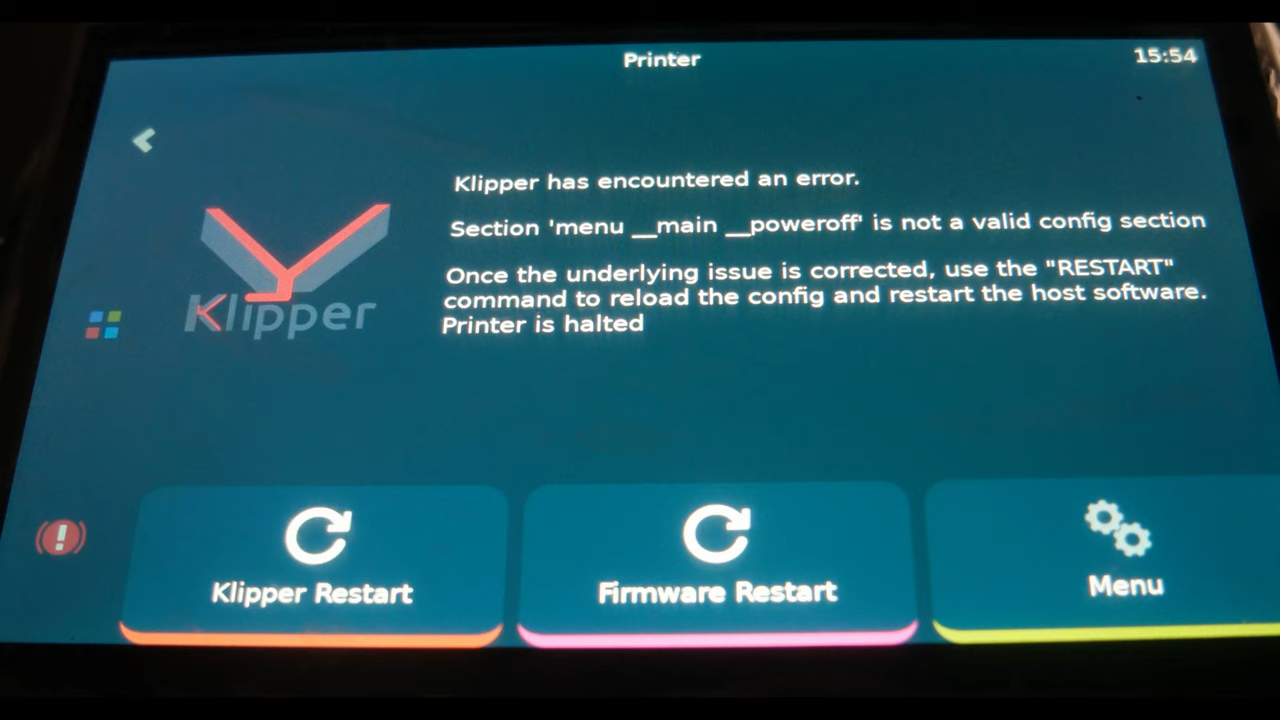 Printer
15:54
Klipper has encountered an error.
Section 'menu __main __poweroff' is not a valid config section
Once the underlying issue is corrected, use the "RESTART"
command to reload the config and restart the host software.
Printer is halted
Klipper
Klipper Restart
Firmware Restart
Menu